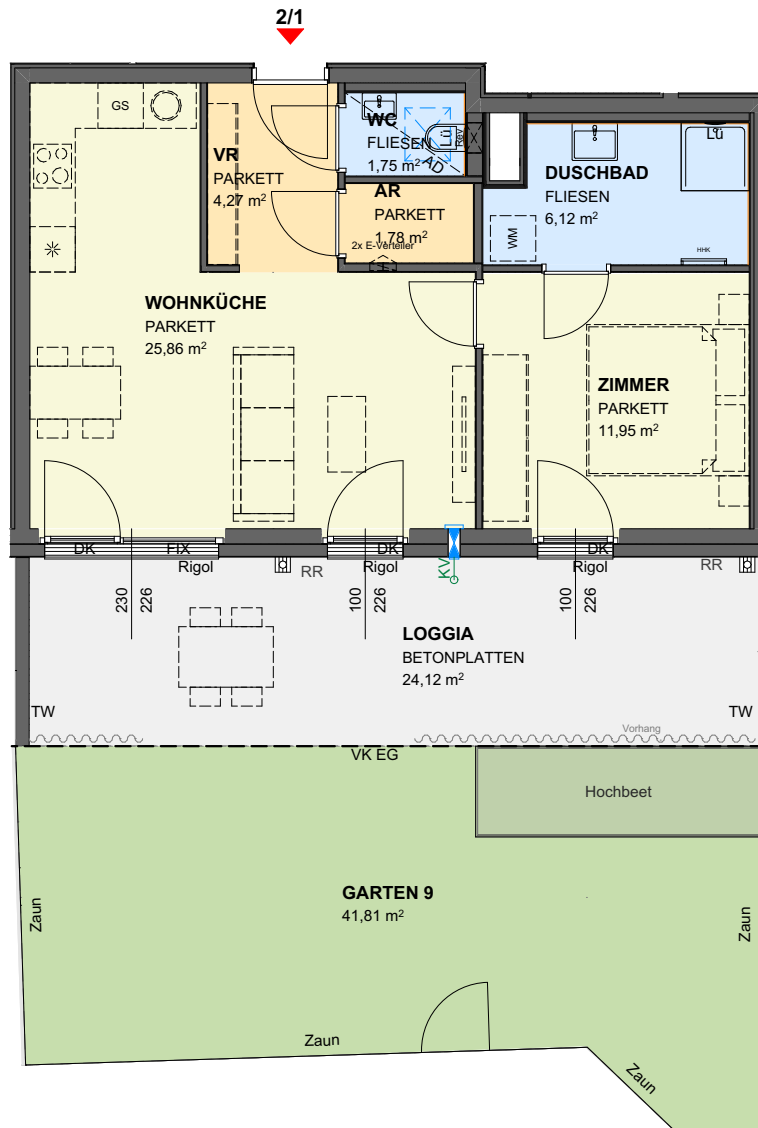 2/1
GS
VR
PARKETT
4,27 m²
WC
FLIESEN
1,75 m²
AD
Lü
Rev
AR
PARKETT
1,78 m²
2x E-Verteiler
DUSCHBAD
FLIESEN
6,12 m²
Lü
WM
HHK
WOHNKÜCHE
PARKETT
25,86 m²
ZIMMER
PARKETT
11,95 m²
DK
FIX
DK
DK
Rigol
RR
Rigol
KV
Rigol
RR
230
226
100
226
100
226
LOGGIA
BETONPLATTEN
24,12 m²
TW
TW
Vorhang
VK EG
Hochbeet
GARTEN 9
41,81 m²
Zaun
Zaun
Zaun
Zaun